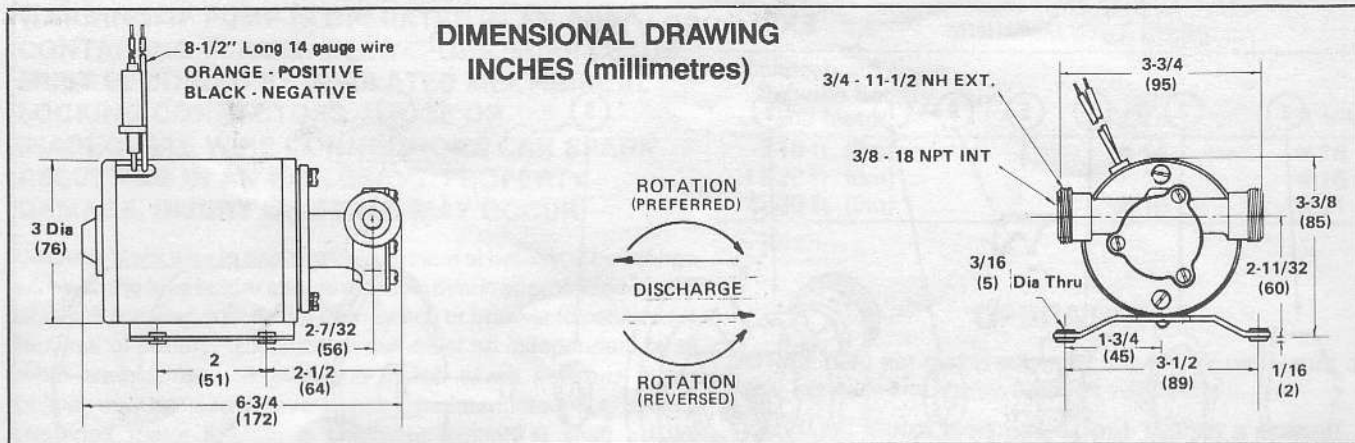 DIMENSIONAL DRAWING
INCHES (millimetres)
8-1/2" Long 14 gauge wire
ORANGE - POSITIVE
BLACK - NEGATIVE
3 Dia
(76)
2-7/32
(56)
2
(51)
2-1/2
(64)
6-3/4
(172)
ROTATION
(PREFERRED)
DISCHARGE
ROTATION
(REVERSED)
3/4 - 11-1/2 NH EXT.
3/8 - 18 NPT INT
3-3/4
(95)
3-3/8
(85)
2-11/32
(60)
3/16
(5) Dia Thru
1-3/4
(45)
3-1/2
(89)
1/16
(2)